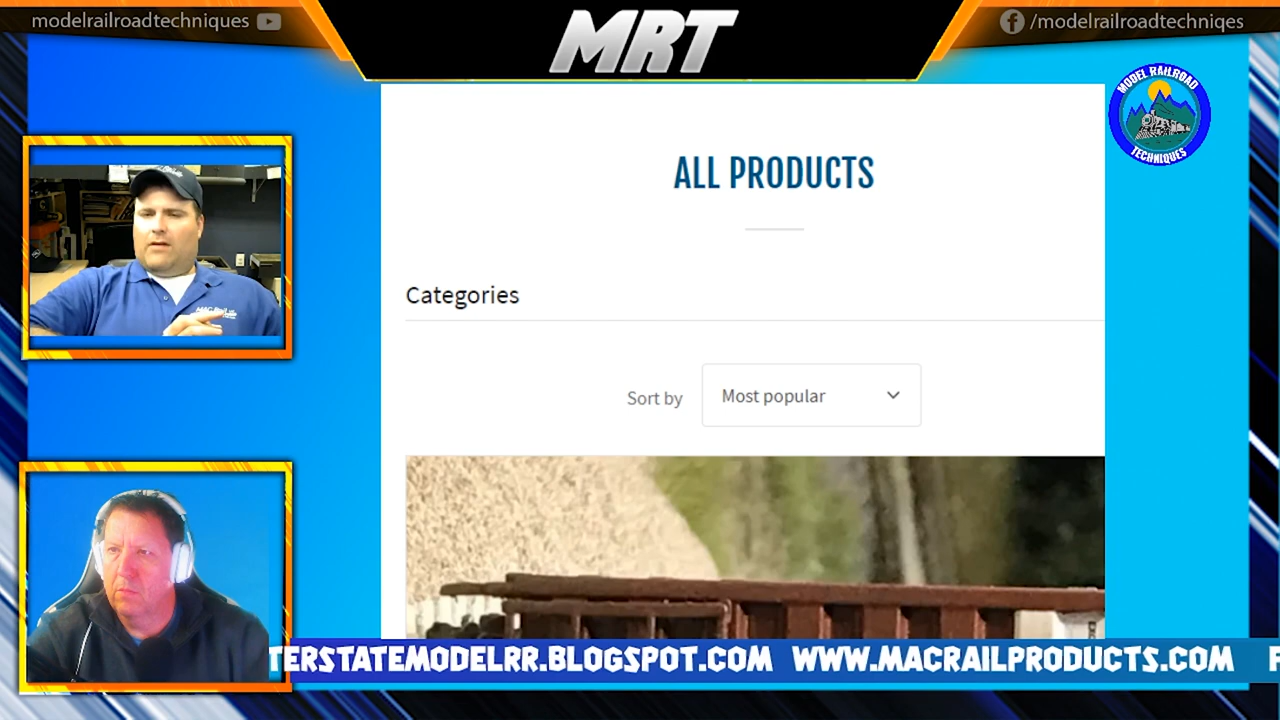 modelrailroadtechniques
MRT
/modelrailroadtechniqes
MODEL RAILROAD
TECHNIQUES
ALL PRODUCTS
Categories
Sort by
Most popular
TERSTATEMODELRR.BLOGSPOT.COM WWW.MACRAILPRODUCTS.COM F